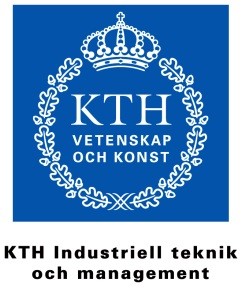 KTH
VETENSKAP
OCH KONST
KTH Industriell teknik
och management